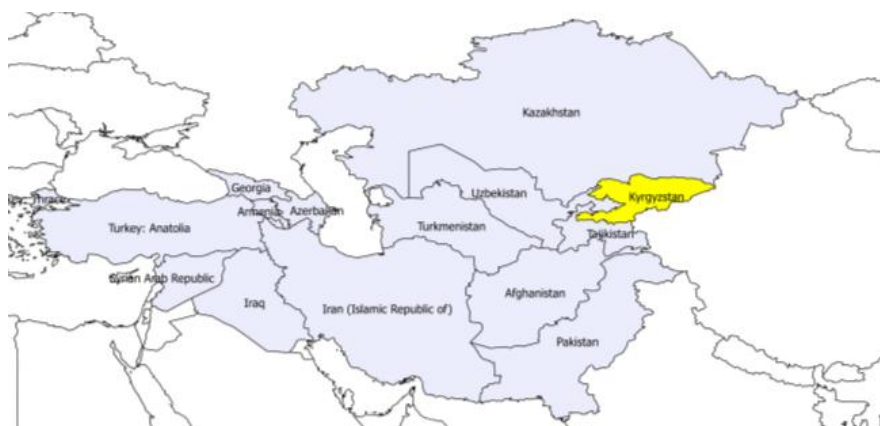 Kazakhstan
Georgia
Uzbekistan
Kyrgyzstan
Thrace
Armenia
Azerbaijan
Turkey: Anatolia
Turkmenistan
Tajikistan
Syrian Arab Republic
Iraq
Iran (Islamic Republic of)
Afghanistan
Pakistan